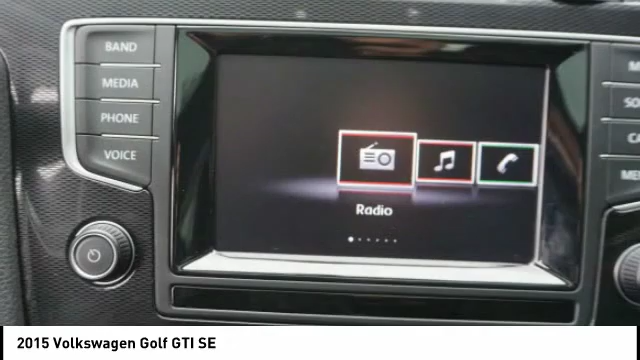 BAND
MEDIA
PHONE
VOICE
Radio
2015 Volkswagen Golf GTI SE